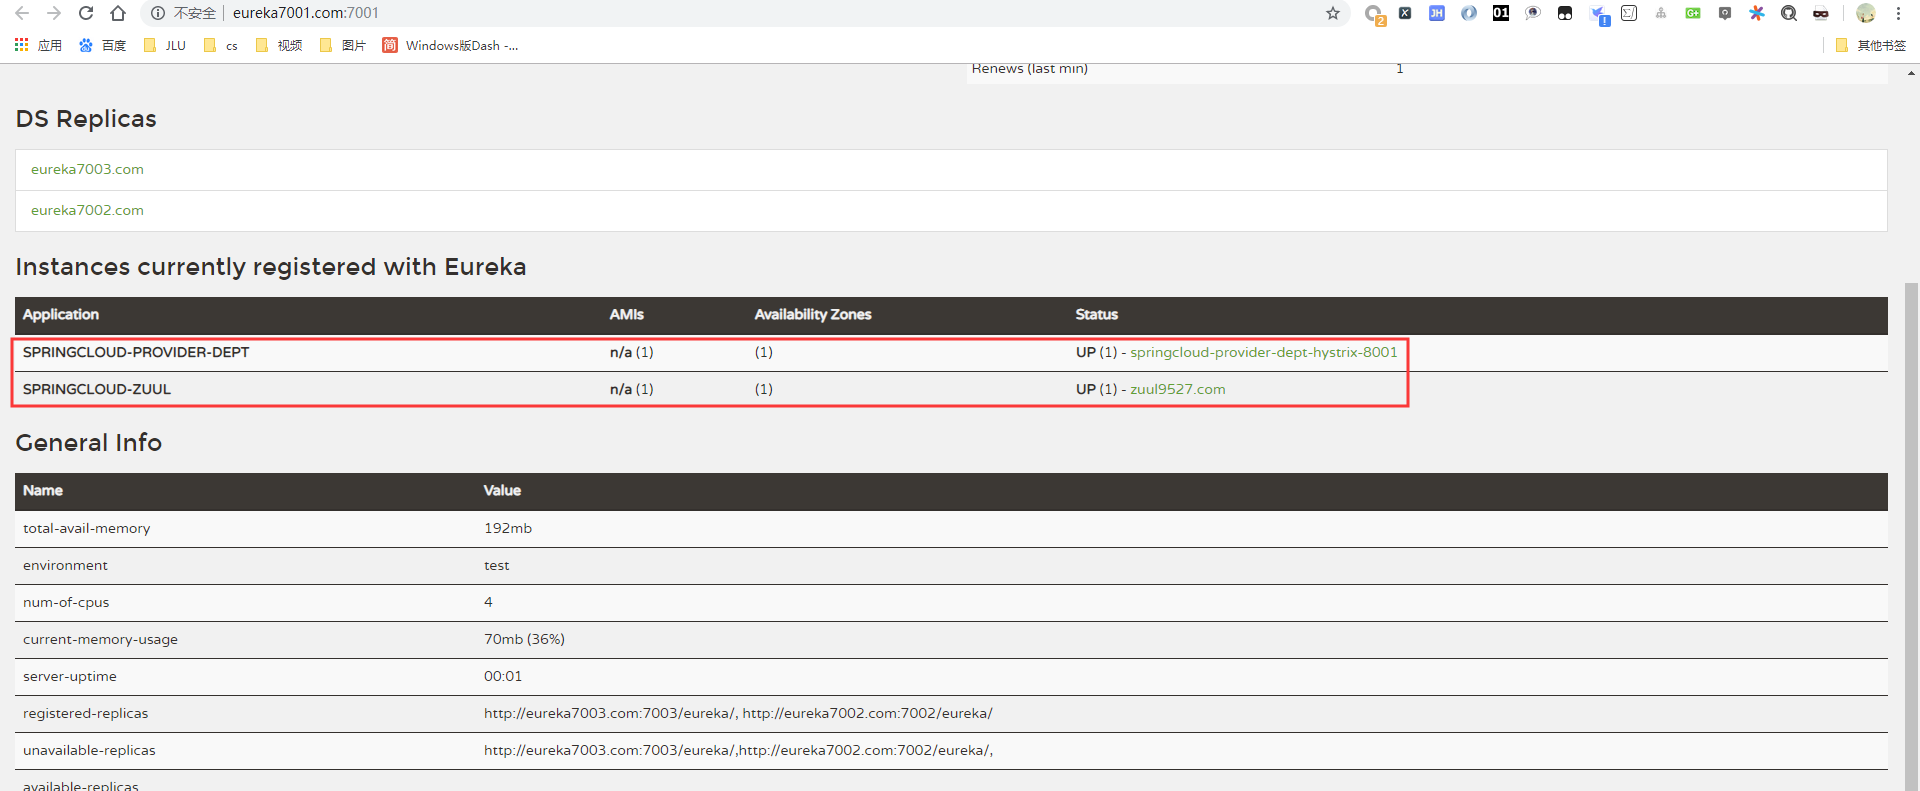 不安全 eureka7001.com:7001
应用 百度 JLU cs 视频 图片 简 Windows版Dash -... 其他书签
Renews (last min) 1
DS Replicas
eureka7003.com
eureka7002.com
Instances currently registered with Eureka
Application AMIs Availability Zones Status
SPRINGCLOUD-PROVIDER-DEPT n/a (1) (1) UP (1) - springcloud-provider-dept-hystrix-8001
SPRINGCLOUD-ZUUL n/a (1) (1) UP (1) - zuul9527.com
General Info
Name Value
total-avail-memory 192mb
environment test
num-of-cpus 4
current-memory-usage 70mb (36%)
server-uptime 00:01
registered-replicas http://eureka7003.com:7003/eureka/, http://eureka7002.com:7002/eureka/
unavailable-replicas http://eureka7003.com:7003/eureka/,http://eureka7002.com:7002/eureka/,
available-replicas